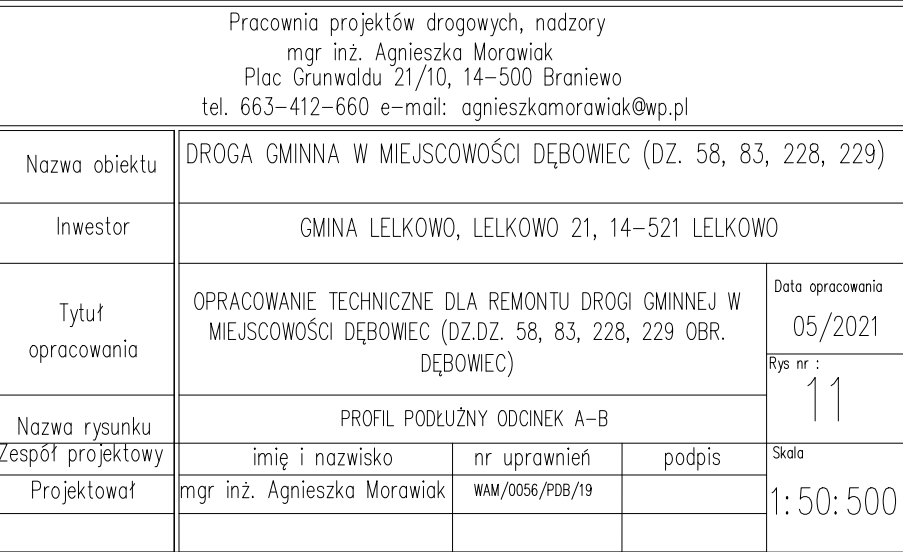 Pracownia projektów drogowych, nadzory
mgr inż. Agnieszka Morawiak
Plac Grunwaldu 21/10, 14-500 Braniewo
tel. 663-412-660 e-mail: agnieszkamorawiak@wp.pl
Nazwa obiektu
DROGA GMINNA W MIEJSCOWOŚCI DĘBOWIEC (DZ. 58, 83, 228, 229)
Inwestor
GMINA LELKOWO, LELKOWO 21, 14-521 LELKOWO
Tytuł
opracowania
OPRACOWANIE TECHNICZNE DLA REMONTU DROGI GMINNEJ W
MIEJSCOWOŚCI DĘBOWIEC (DZ.DZ. 58, 83, 228, 229 OBR.
DĘBOWIEC)
Data opracowania
05/2021
Rys nr :
11
Nazwa rysunku
PROFIL PODŁUŻNY ODCINEK A-B
Zespół projektowy
imię i nazwisko
nr uprawnień
podpis
Skala
1:50:500
Projektował
mgr inż. Agnieszka Morawiak
WAM/0056/PDB/19